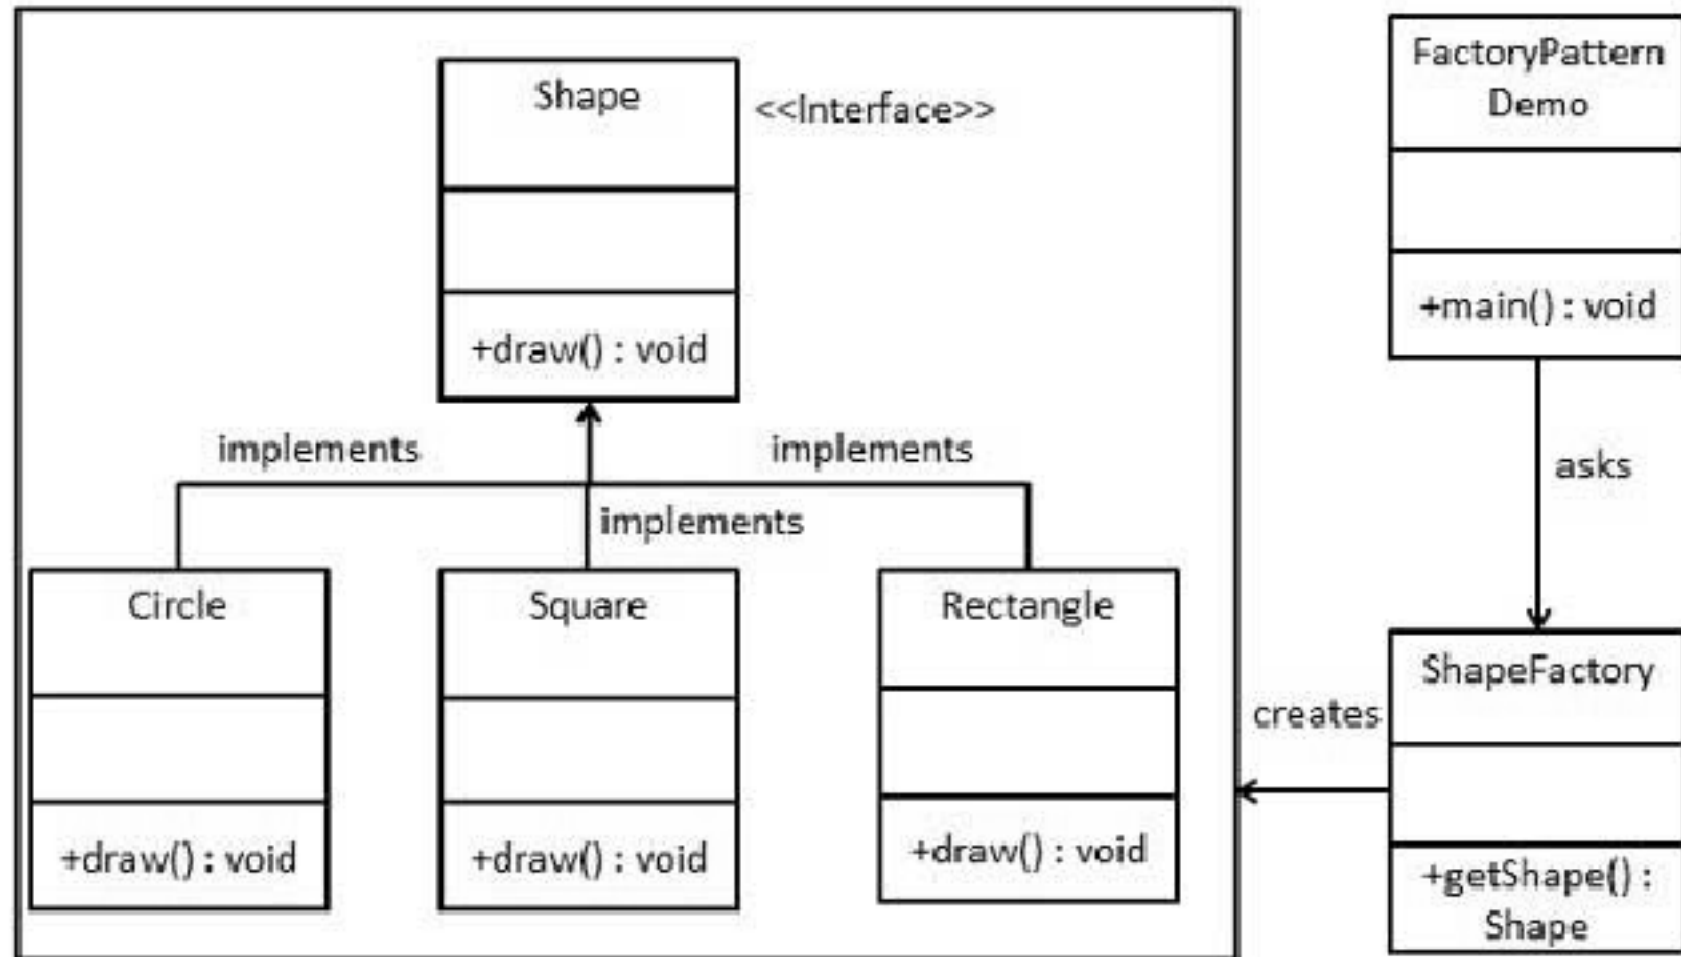 Shape
<<Interface>>
+draw() : void
implements
implements
implements
Circle
+draw() : void
Square
+draw() : void
Rectangle
+draw() : void
FactoryPattern
Demo
+main() : void
asks
ShapeFactory
+getShape() :
Shape
creates